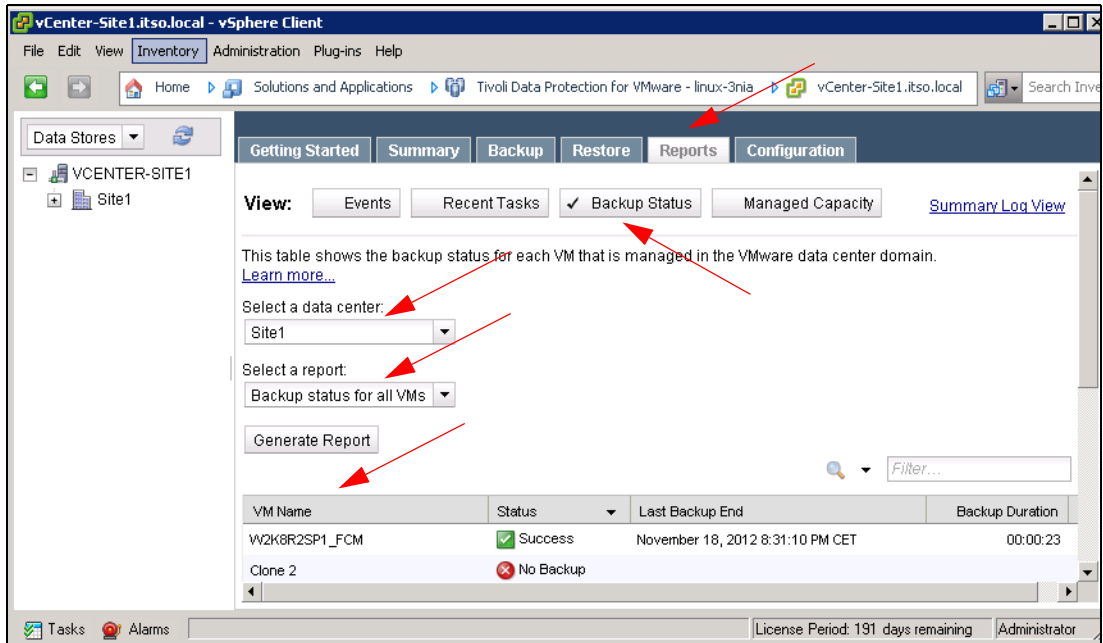 vCenter-Site1.itso.local - vSphere Client
File Edit View Inventory Administration Plug-ins Help
Home Solutions and Applications Tivoli Data Protection for VMware - linux-3nia vCenter-Site1.itso.local Search Inve
Data Stores
VCENTER-SITE1
Site1
Getting Started Summary Backup Restore Reports Configuration
View: Events Recent Tasks ✓ Backup Status Managed Capacity Summary Log View
This table shows the backup status for each VM that is managed in the VMware data center domain.
Learn more...
Select a data center:
Site1
Select a report:
Backup status for all VMs
Generate Report
Filter...
VM Name Status Last Backup End Backup Duration
W2K8R2SP1_FCM Success November 18, 2012 8:31:10 PM CET 00:00:23
Clone 2 No Backup
Tasks Alarms License Period: 191 days remaining Administrator